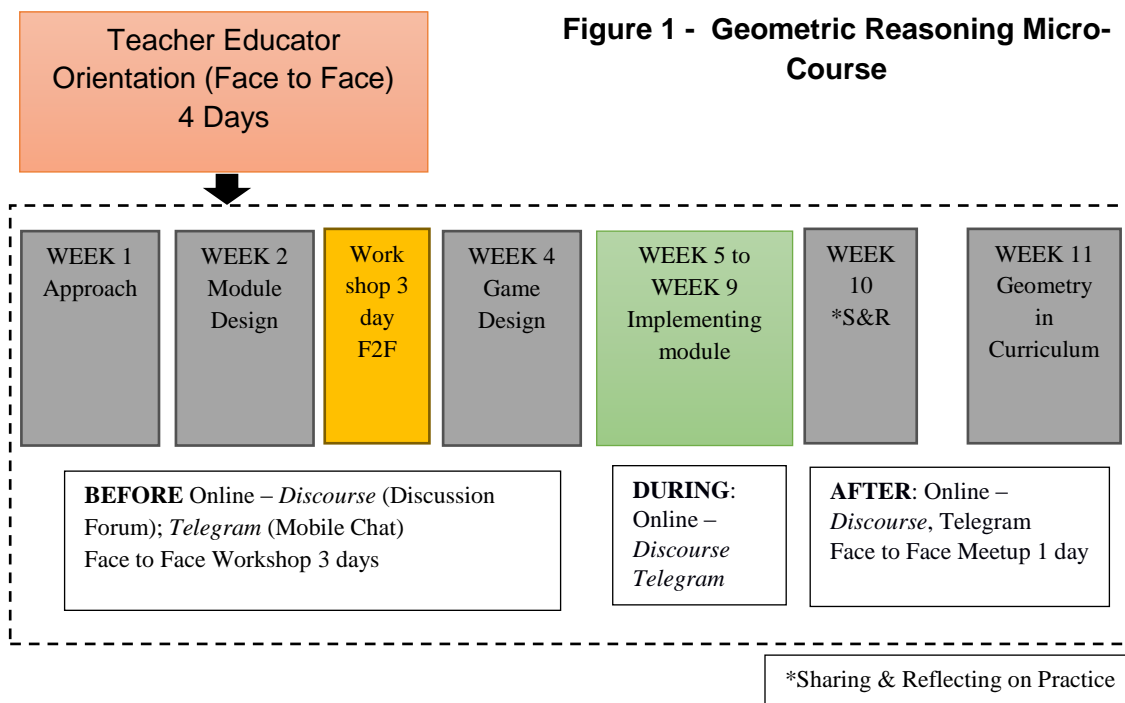 Teacher Educator
Orientation (Face to Face)
4 Days
Figure 1 - Geometric Reasoning Micro-
Course
WEEK 1
Approach
WEEK 2
Module
Design
Work
shop 3
day
F2F
WEEK 4
Game
Design
WEEK 5 to
WEEK 9
Implementing
module
WEEK
10
*S&R
WEEK 11
Geometry
in
Curriculum
BEFORE Online – Discourse (Discussion
Forum); Telegram (Mobile Chat)
Face to Face Workshop 3 days
DURING:
Online –
Discourse
Telegram
AFTER: Online –
Discourse, Telegram
Face to Face Meetup 1 day
*Sharing & Reflecting on Practice